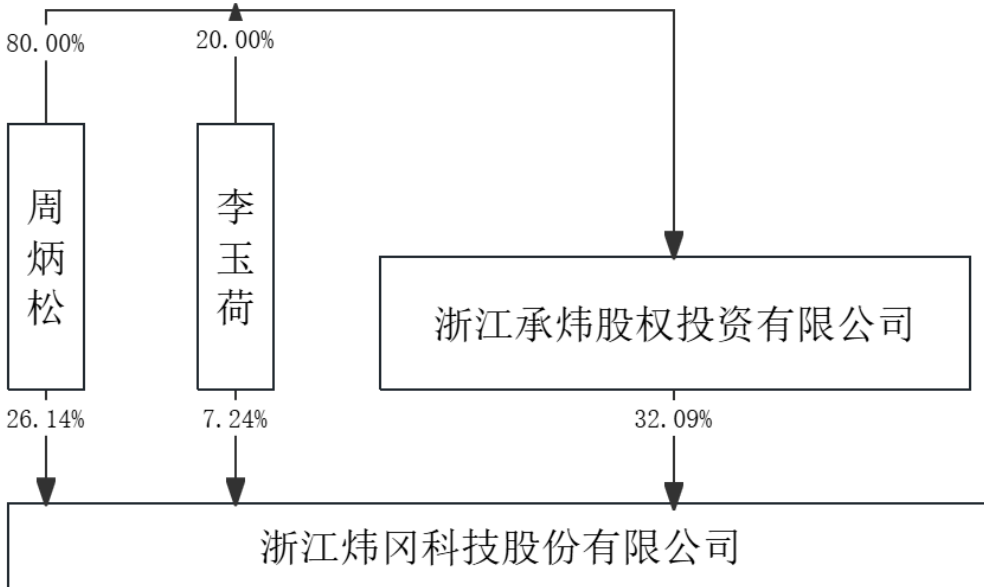 80.00%
20.00%
周炳松
李玉荷
浙江承炜股权投资有限公司
26.14%
7.24%
32.09%
浙江炜冈科技股份有限公司